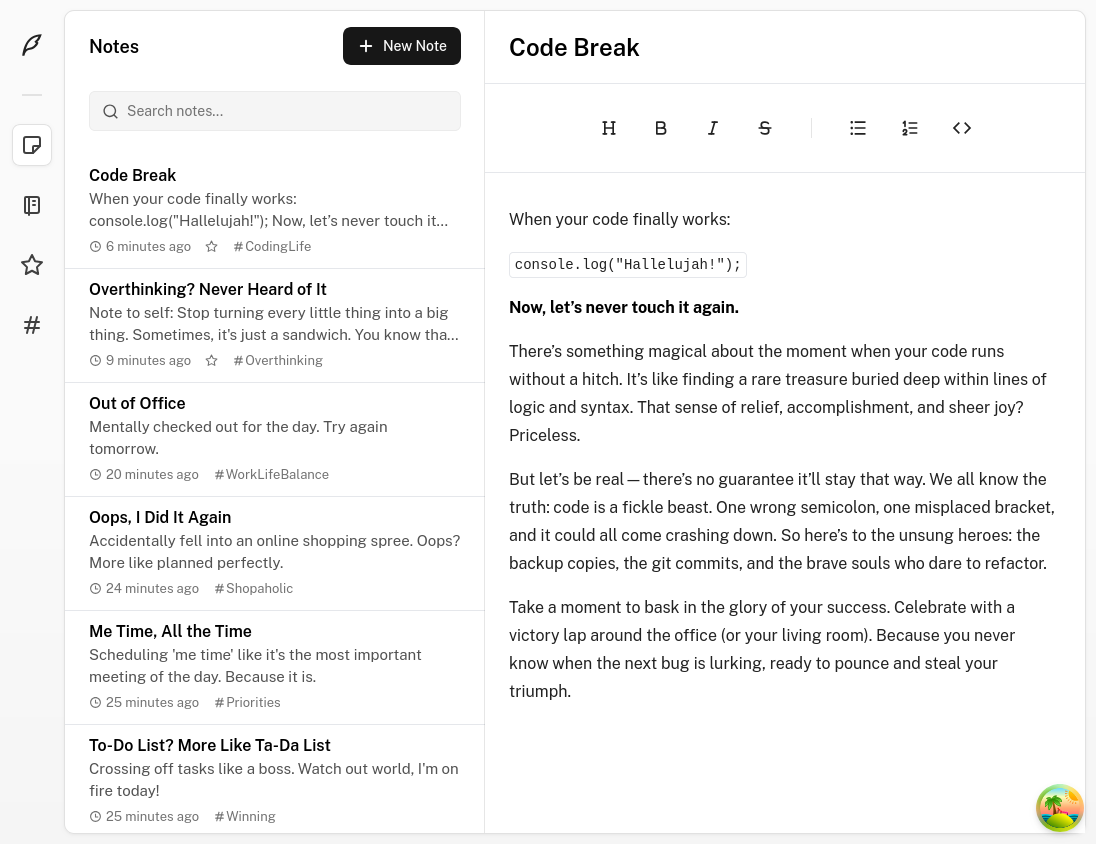 Notes
New Note
Search notes...
Code Break
When your code finally works:
console.log("Hallelujah!"); Now, let’s never touch it...
6 minutes ago #CodingLife
Overthinking? Never Heard of It
Note to self: Stop turning every little thing into a big
thing. Sometimes, it's just a sandwich. You know tha...
9 minutes ago #Overthinking
Out of Office
Mentally checked out for the day. Try again
tomorrow.
20 minutes ago #WorkLifeBalance
Oops, I Did It Again
Accidentally fell into an online shopping spree. Oops?
More like planned perfectly.
24 minutes ago #Shopaholic
Me Time, All the Time
Scheduling 'me time' like it's the most important
meeting of the day. Because it is.
25 minutes ago #Priorities
To-Do List? More Like Ta-Da List
Crossing off tasks like a boss. Watch out world, I'm on
fire today!
25 minutes ago #Winning
Code Break
When your code finally works:
console.log("Hallelujah!");
Now, let’s never touch it again.
There’s something magical about the moment when your code runs
without a hitch. It’s like finding a rare treasure buried deep within lines of
logic and syntax. That sense of relief, accomplishment, and sheer joy?
Priceless.
But let’s be real—there’s no guarantee it’ll stay that way. We all know the
truth: code is a fickle beast. One wrong semicolon, one misplaced bracket,
and it could all come crashing down. So here’s to the unsung heroes: the
backup copies, the git commits, and the brave souls who dare to refactor.
Take a moment to bask in the glory of your success. Celebrate with a
victory lap around the office (or your living room). Because you never
know when the next bug is lurking, ready to pounce and steal your
triumph.